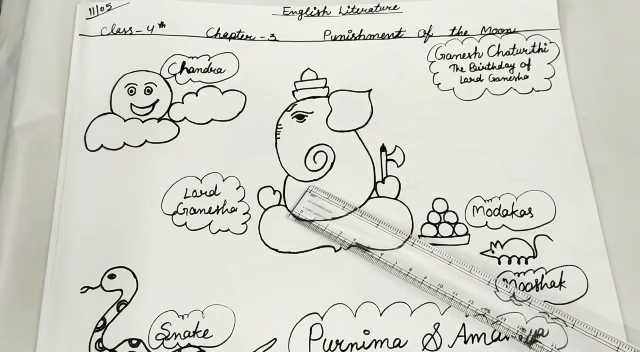 11/05
English Literature
Class-4th Chapter-3 Punishment of the Moon
Chandra
Ganesh Chaturthi
The Birthday of
Lord Ganesha
Lord
Ganesha
Modakas
Mooshak
Snake
Purnima &